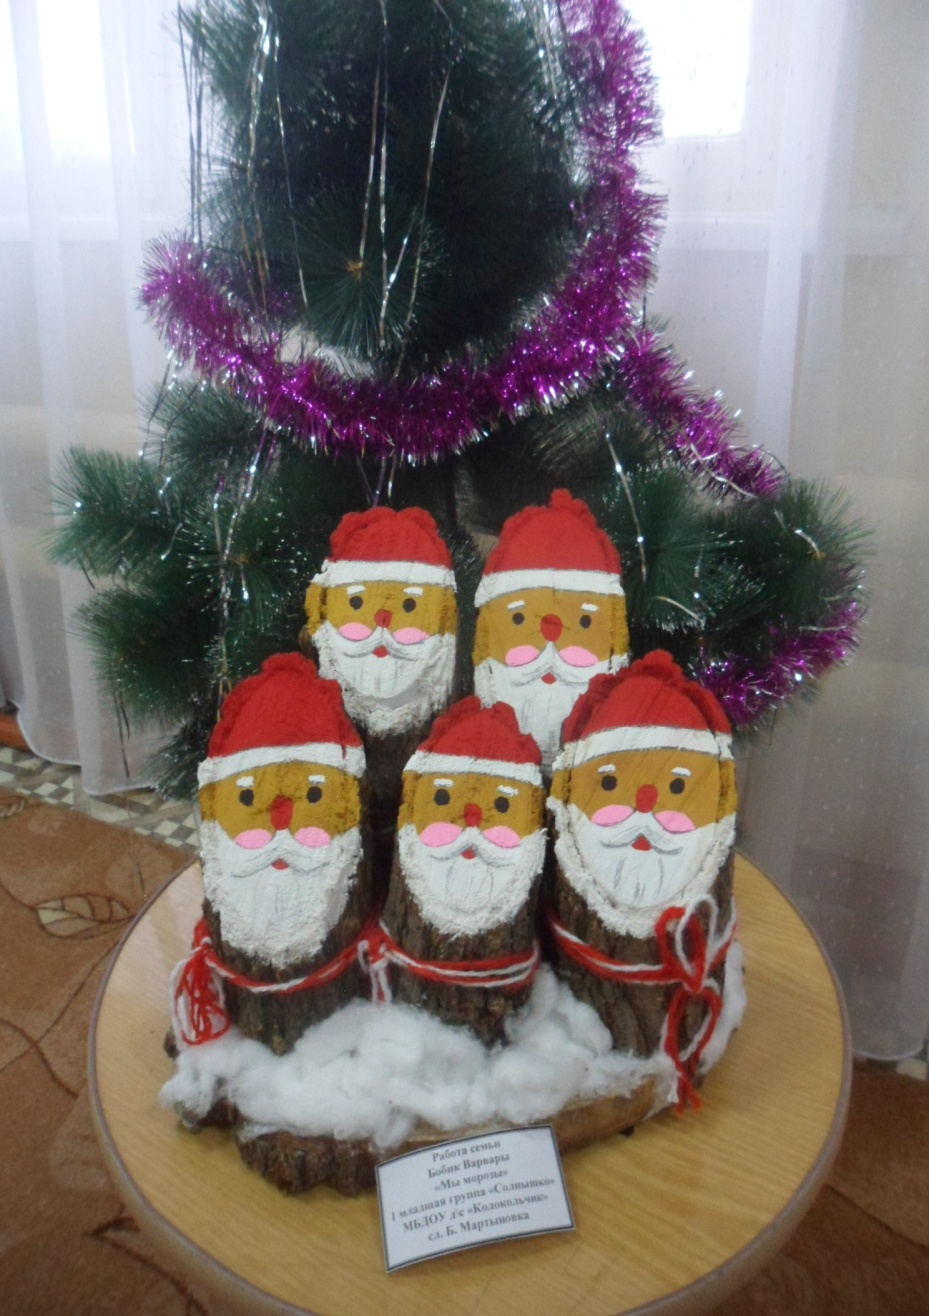 Работа семьи
Бобик Варвары
«Мы морозы»
1 младшая группа «Солнышко»
МБДОУ д\с «Колокольчик»
сл. Б. Мартыновка